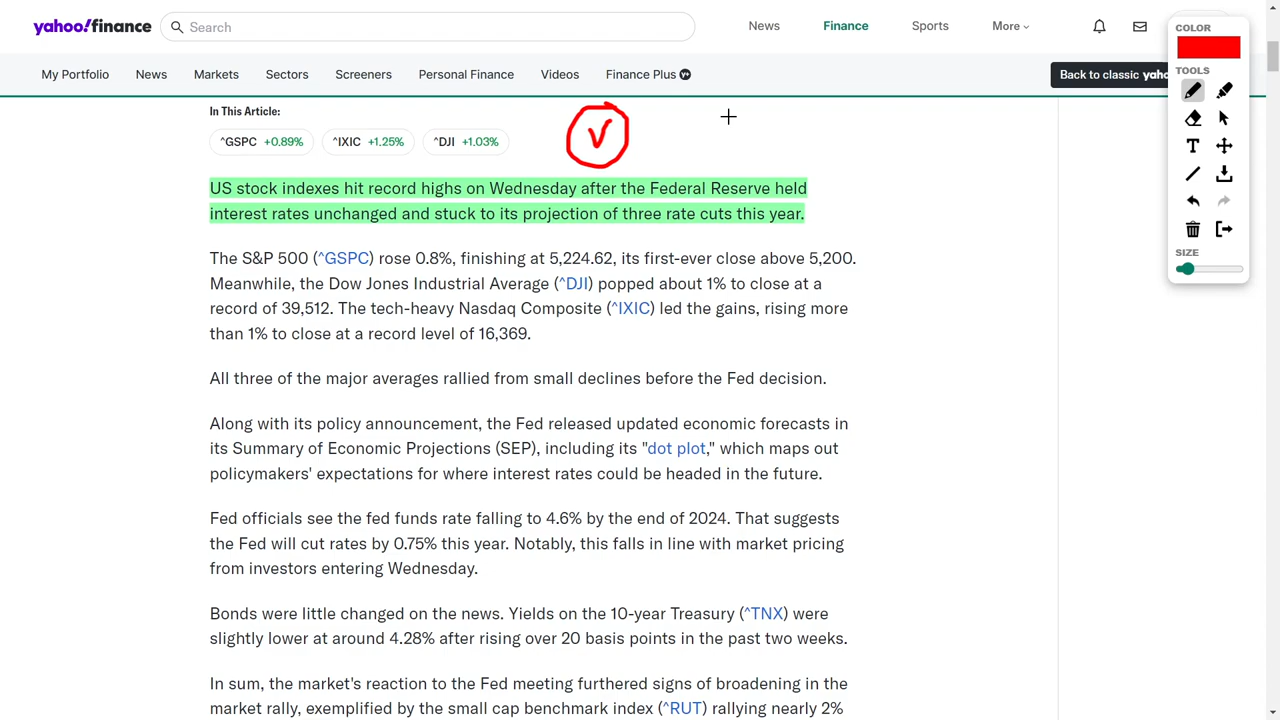 yahoo!finance
Search
News Finance Sports More
COLOR
TOOLS
T
SIZE
My Portfolio News Markets Sectors Screeners Personal Finance Videos Finance Plus
Back to classic yaho
In This Article:
^GSPC +0.89% ^IXIC +1.25% ^DJI +1.03%
US stock indexes hit record highs on Wednesday after the Federal Reserve held
interest rates unchanged and stuck to its projection of three rate cuts this year.
The S&P 500 (^GSPC) rose 0.8%, finishing at 5,224.62, its first-ever close above 5,200.
Meanwhile, the Dow Jones Industrial Average (^DJI) popped about 1% to close at a
record of 39,512. The tech-heavy Nasdaq Composite (^IXIC) led the gains, rising more
than 1% to close at a record level of 16,369.
All three of the major averages rallied from small declines before the Fed decision.
Along with its policy announcement, the Fed released updated economic forecasts in
its Summary of Economic Projections (SEP), including its "dot plot," which maps out
policymakers' expectations for where interest rates could be headed in the future.
Fed officials see the fed funds rate falling to 4.6% by the end of 2024. That suggests
the Fed will cut rates by 0.75% this year. Notably, this falls in line with market pricing
from investors entering Wednesday.
Bonds were little changed on the news. Yields on the 10-year Treasury (^TNX) were
slightly lower at around 4.28% after rising over 20 basis points in the past two weeks.
In sum, the market's reaction to the Fed meeting furthered signs of broadening in the
market rally, exemplified by the small cap benchmark index (^RUT) rallying nearly 2%